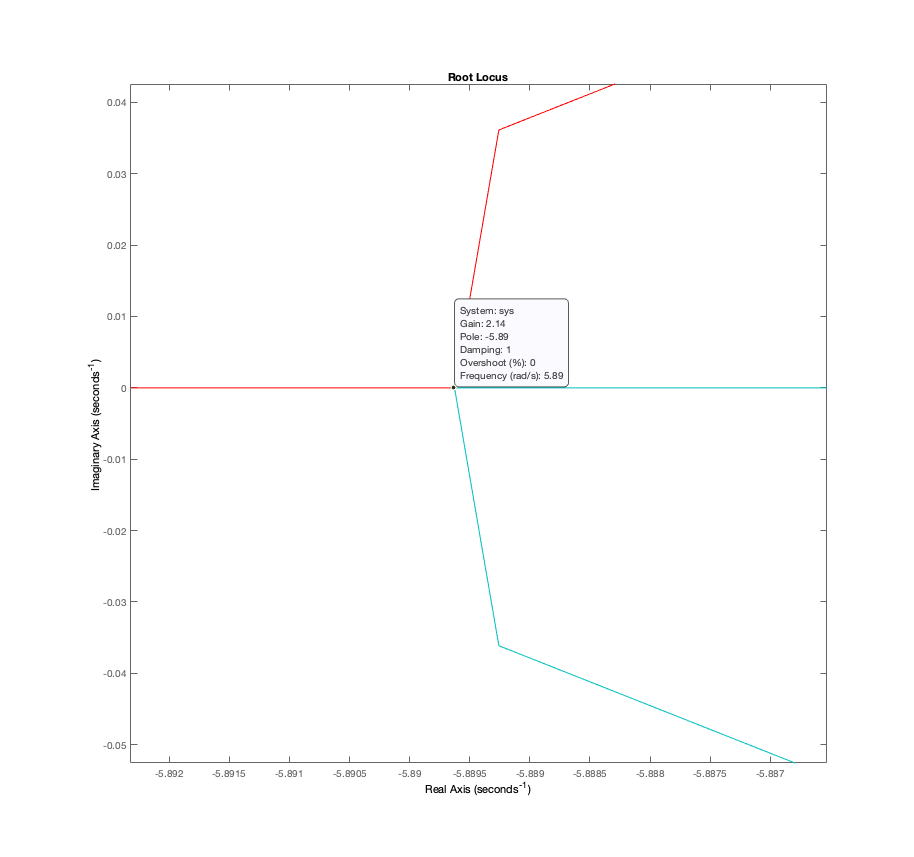 Root Locus
0.04
0.03
0.02
0.01
0
-0.01
-0.02
-0.03
-0.04
-0.05
Imaginary Axis (seconds-1)
System: sys
Gain: 2.14
Pole: -5.89
Damping: 1
Overshoot (%): 0
Frequency (rad/s): 5.89
-5.892 -5.8915 -5.891 -5.8905 -5.89 -5.8895 -5.889 -5.8885 -5.888 -5.8875 -5.887
Real Axis (seconds-1)